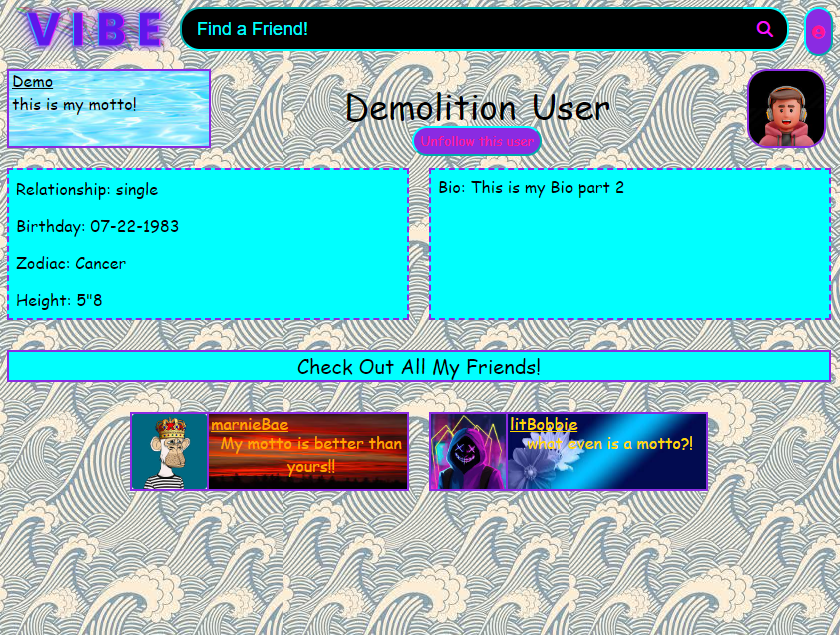 VIBE
Find a Friend!
Demo
this is my motto!
Demolition User
Unfollow this user
Relationship: single
Birthday: 07-22-1983
Zodiac: Cancer
Height: 5"8
Bio: This is my Bio part 2
Check Out All My Friends!
marnieBae
My motto is better than
yours!!
litBobbie
what even is a motto?!